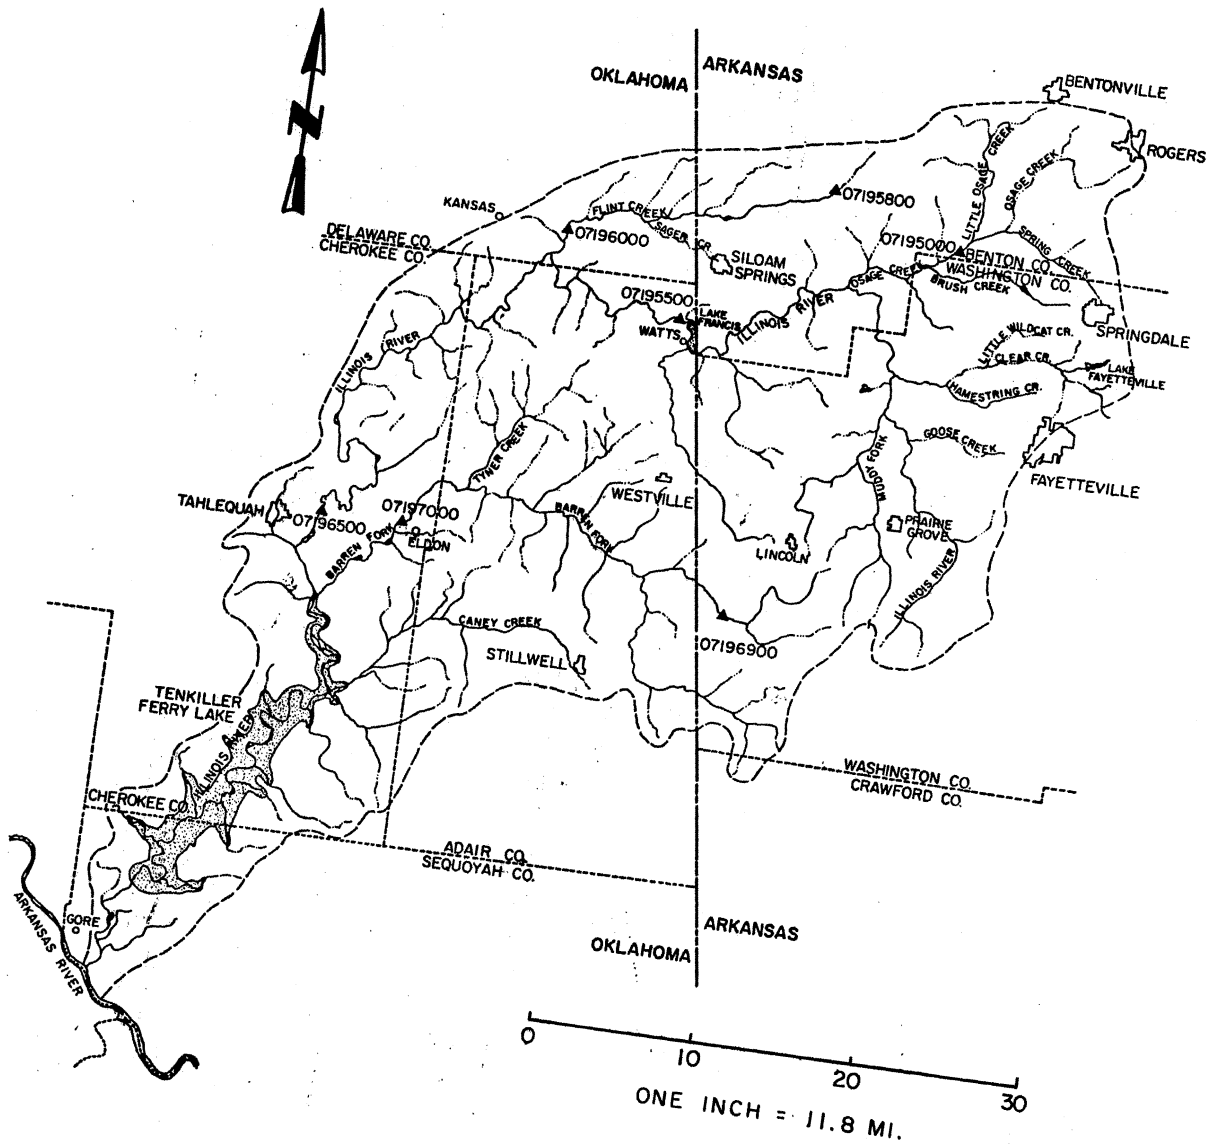 OKLAHOMA
ARKANSAS
BENTONVILLE
ROGERS
LITTLE OSAGE CREEK
OSAGE CREEK
KANSAS
FLINT CREEK
07195800
07196000
SAGER CR.
DELAWARE CO.
CHEROKEE CO.
07195000
SPRING CREEK
BENTON CO.
WASHINGTON CO.
SILOAM
SPRINGS
OSAGE CREEK
BRUSH CREEK
07195500
LAKE
FRANCIS
ILLINOIS RIVER
WATTS
SPRINGDALE
LITTLE WILDCAT CR.
CLEAR CR.
LAKE
FAYETTEVILLE
HAMESTRING CR.
ILLINOIS RIVER
TYNER CREEK
GOOSE CREEK
MUDDY FORK
FAYETTEVILLE
WESTVILLE
TAHLEQUAH
07196500
07197000
BARREN FORK
ELDON
BARREN FORK
PRAIRIE
GROVE
LINCOLN
ILLINOIS RIVER
CANEY CREEK
07196900
STILLWELL
TENKILLER
FERRY LAKE
ILLINOIS RIVER
CHEROKEE CO.
WASHINGTON CO.
CRAWFORD CO.
ADAIR CO.
SEQUOYAH CO.
GORE
ARKANSAS RIVER
OKLAHOMA
ARKANSAS
0
10
20
30
ONE INCH = 11.8 MI.